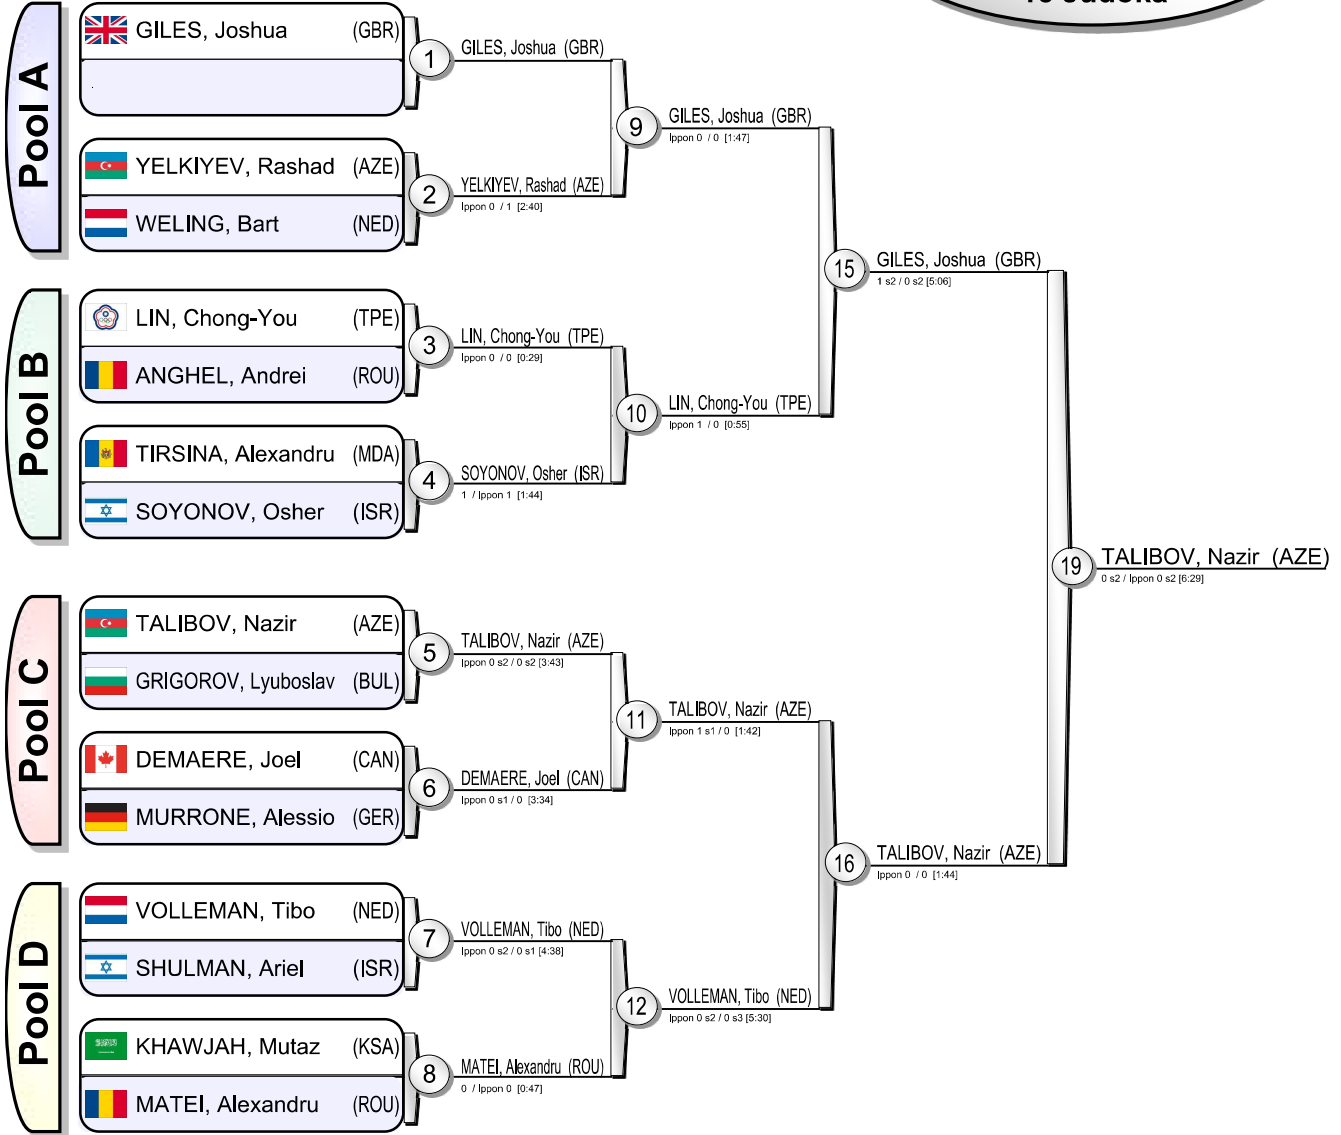 Judoka
Pool A
GILES, Joshua (GBR)
.
YELKIYEV, Rashad (AZE)
WELING, Bart (NED)
Pool B
LIN, Chong-You (TPE)
ANGHEL, Andrei (ROU)
TIRSINA, Alexandru (MDA)
SOYONOV, Osher (ISR)
Pool C
TALIBOV, Nazir (AZE)
GRIGOROV, Lyuboslav (BUL)
DEMAERE, Joel (CAN)
MURRONE, Alessio (GER)
Pool D
VOLLEMAN, Tibo (NED)
SHULMAN, Ariel (ISR)
KHAWJAH, Mutaz (KSA)
MATEI, Alexandru (ROU)
1
GILES, Joshua (GBR)
2
YELKIYEV, Rashad (AZE)
Ippon 0 / 1 [2:40]
3
LIN, Chong-You (TPE)
Ippon 0 / 0 [0:29]
4
SOYONOV, Osher (ISR)
1 / Ippon 1 [1:44]
5
TALIBOV, Nazir (AZE)
Ippon 0 s2 / 0 s2 [3:43]
6
DEMAERE, Joel (CAN)
Ippon 0 s1 / 0 [3:34]
7
VOLLEMAN, Tibo (NED)
Ippon 0 s2 / 0 s1 [4:38]
8
MATEI, Alexandru (ROU)
0 / Ippon 0 [0:47]
9
GILES, Joshua (GBR)
Ippon 0 / 0 [1:47]
10
LIN, Chong-You (TPE)
Ippon 1 / 0 [0:55]
11
TALIBOV, Nazir (AZE)
Ippon 1 s1 / 0 [1:42]
12
VOLLEMAN, Tibo (NED)
Ippon 0 s2 / 0 s3 [5:30]
15
GILES, Joshua (GBR)
1 s2 / 0 s2 [5:06]
16
TALIBOV, Nazir (AZE)
Ippon 0 / 0 [1:44]
19
TALIBOV, Nazir (AZE)
0 s2 / Ippon 0 s2 [6:29]